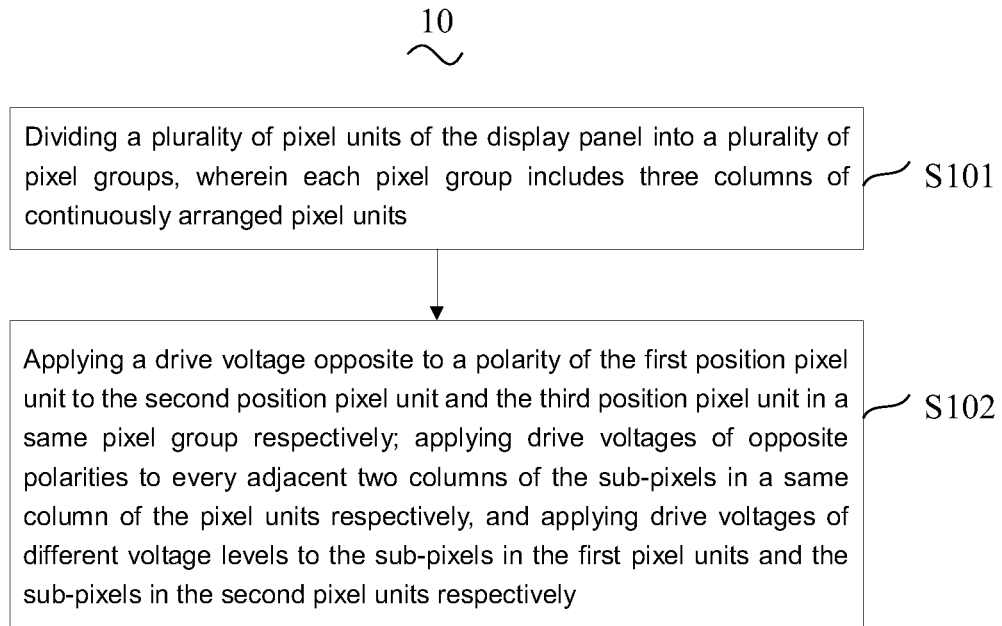 10
Dividing a plurality of pixel units of the display panel into a plurality of
pixel groups, wherein each pixel group includes three columns of
continuously arranged pixel units
S101
Applying a drive voltage opposite to a polarity of the first position pixel
unit to the second position pixel unit and the third position pixel unit in a
same pixel group respectively; applying drive voltages of opposite
polarities to every adjacent two columns of the sub-pixels in a same
column of the pixel units respectively, and applying drive voltages of
different voltage levels to the sub-pixels in the first pixel units and the
sub-pixels in the second pixel units respectively
S102